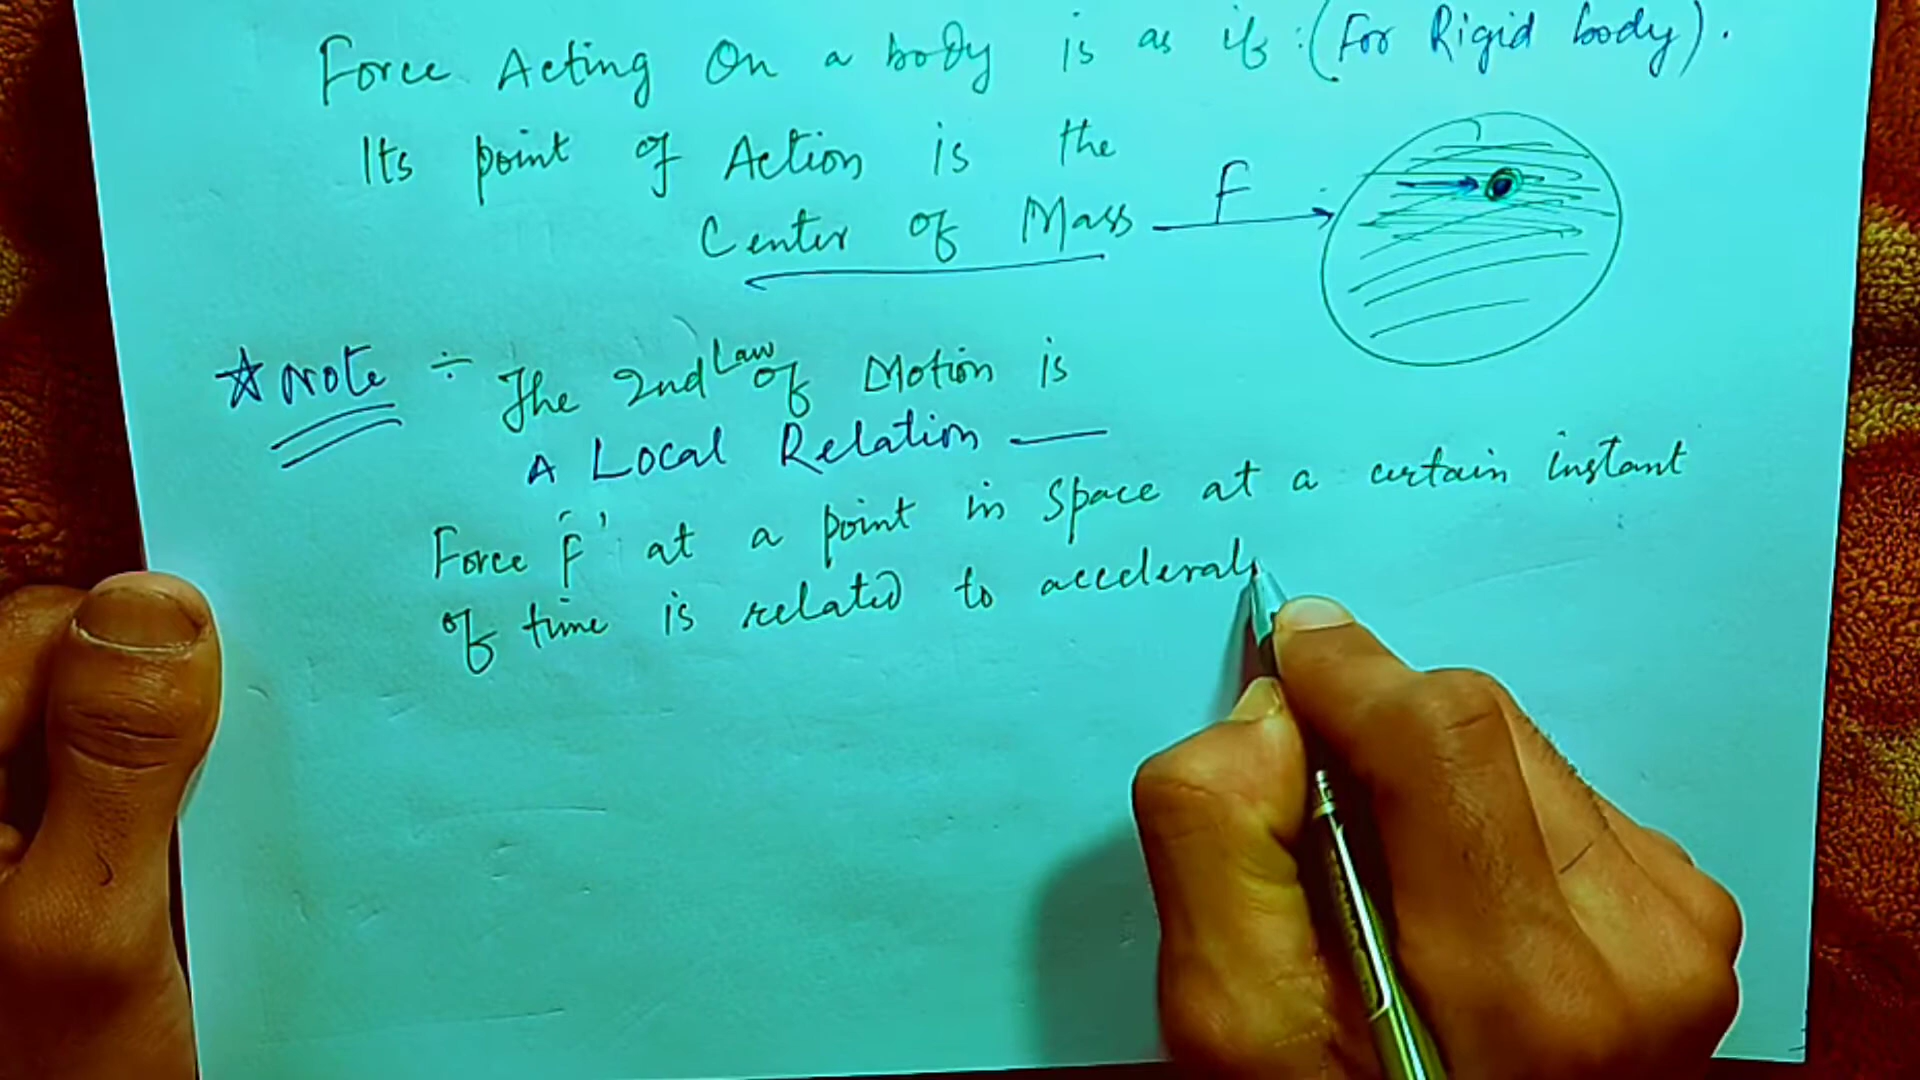 Force Acting On a body is as if :(For Rigid body).
Its point of Action is the
Center of Mass
F
☆ Note ÷ The 2nd Law of Motion is
A Local Relation —
Force 'F' at a point in space at a certain instant
of time is related to accelerat